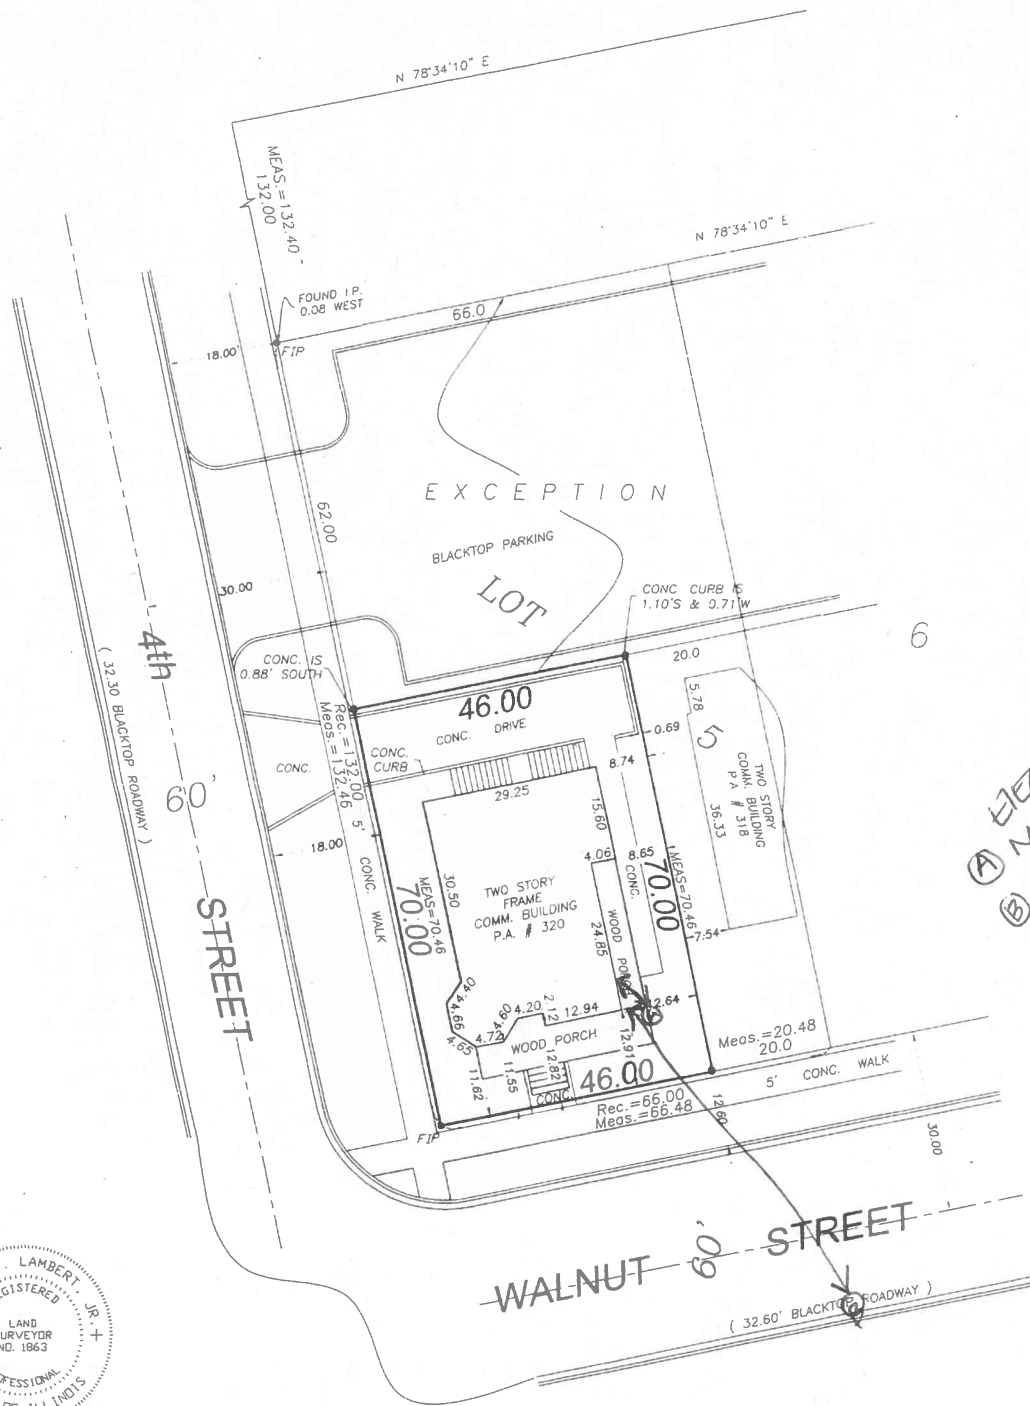 N 78°34'10" E
MEAS.=132.40
132.00
N 78°34'10" E
FOUND I.P.
0.08 WEST
66.0
FIP
18.00'
EXCEPTION
62.00
BLACKTOP PARKING
LOT
30.00
CONC CURB IS
1.10'S & 0.71'W
6
4th
STREET
60'
( 32.30 BLACKTOP ROADWAY )
CONC. IS
0.88' SOUTH
20.0
46.00
CONC. DRIVE
5.78
5
0.69
Rec.=132.00
Meas.=132.46
CONC.
CURB
CONC.
8.74
29.25
TWO STORY
COMM. BUILDING
P.A. # 318
36.33
15.60
5'
CONC. WALK
18.00
4.06
8.65
CONC.
MEAS=70.46
70.00
30.50
MEAS=70.46
70.00
TWO STORY
FRAME
COMM. BUILDING
P.A. # 320
WOOD PORCH
24.85
7.54
A
B
4.40
4.66
4.65
4.72
4.60
4.20
2.12
12.94
12.64
WOOD PORCH
12.91
Meas.=20.48
20.0
11.62
11.55
12.82
CONC.
46.00
5' CONC. WALK
Rec.=66.00
Meas.=66.48
12.60
FIP
30.00
WALNUT STREET
60'
( 32.60' BLACKTOP ROADWAY )
LAMBERT, JR.
GISTERED
LAND
URVEYOR
NO. 1863
FESSIONAL
ILLINOIS